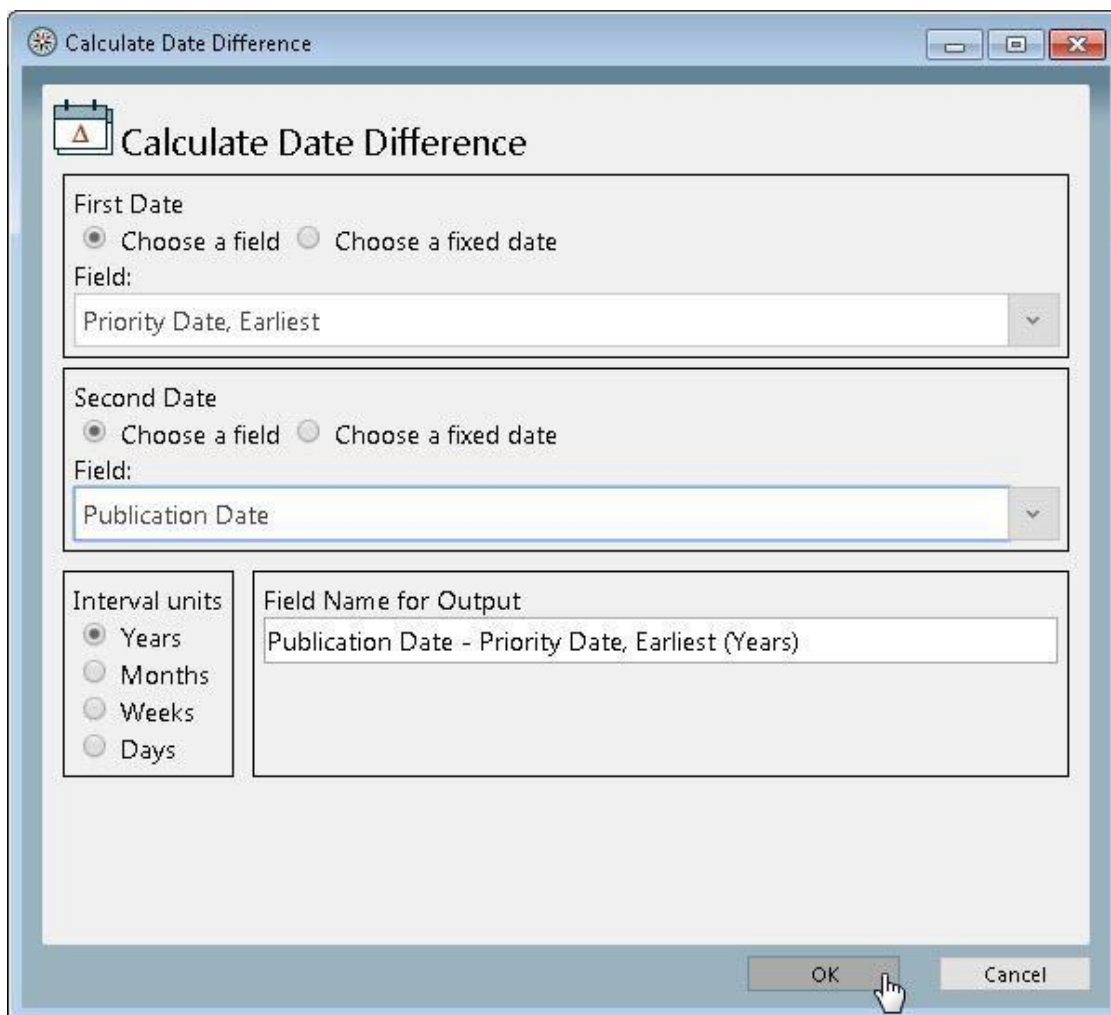 Calculate Date Difference
Δ
Calculate Date Difference
First Date
Choose a field Choose a fixed date
Field:
Priority Date, Earliest
Second Date
Choose a field Choose a fixed date
Field:
Publication Date
Interval units
Years
Months
Weeks
Days
Field Name for Output
Publication Date - Priority Date, Earliest (Years)
OK Cancel